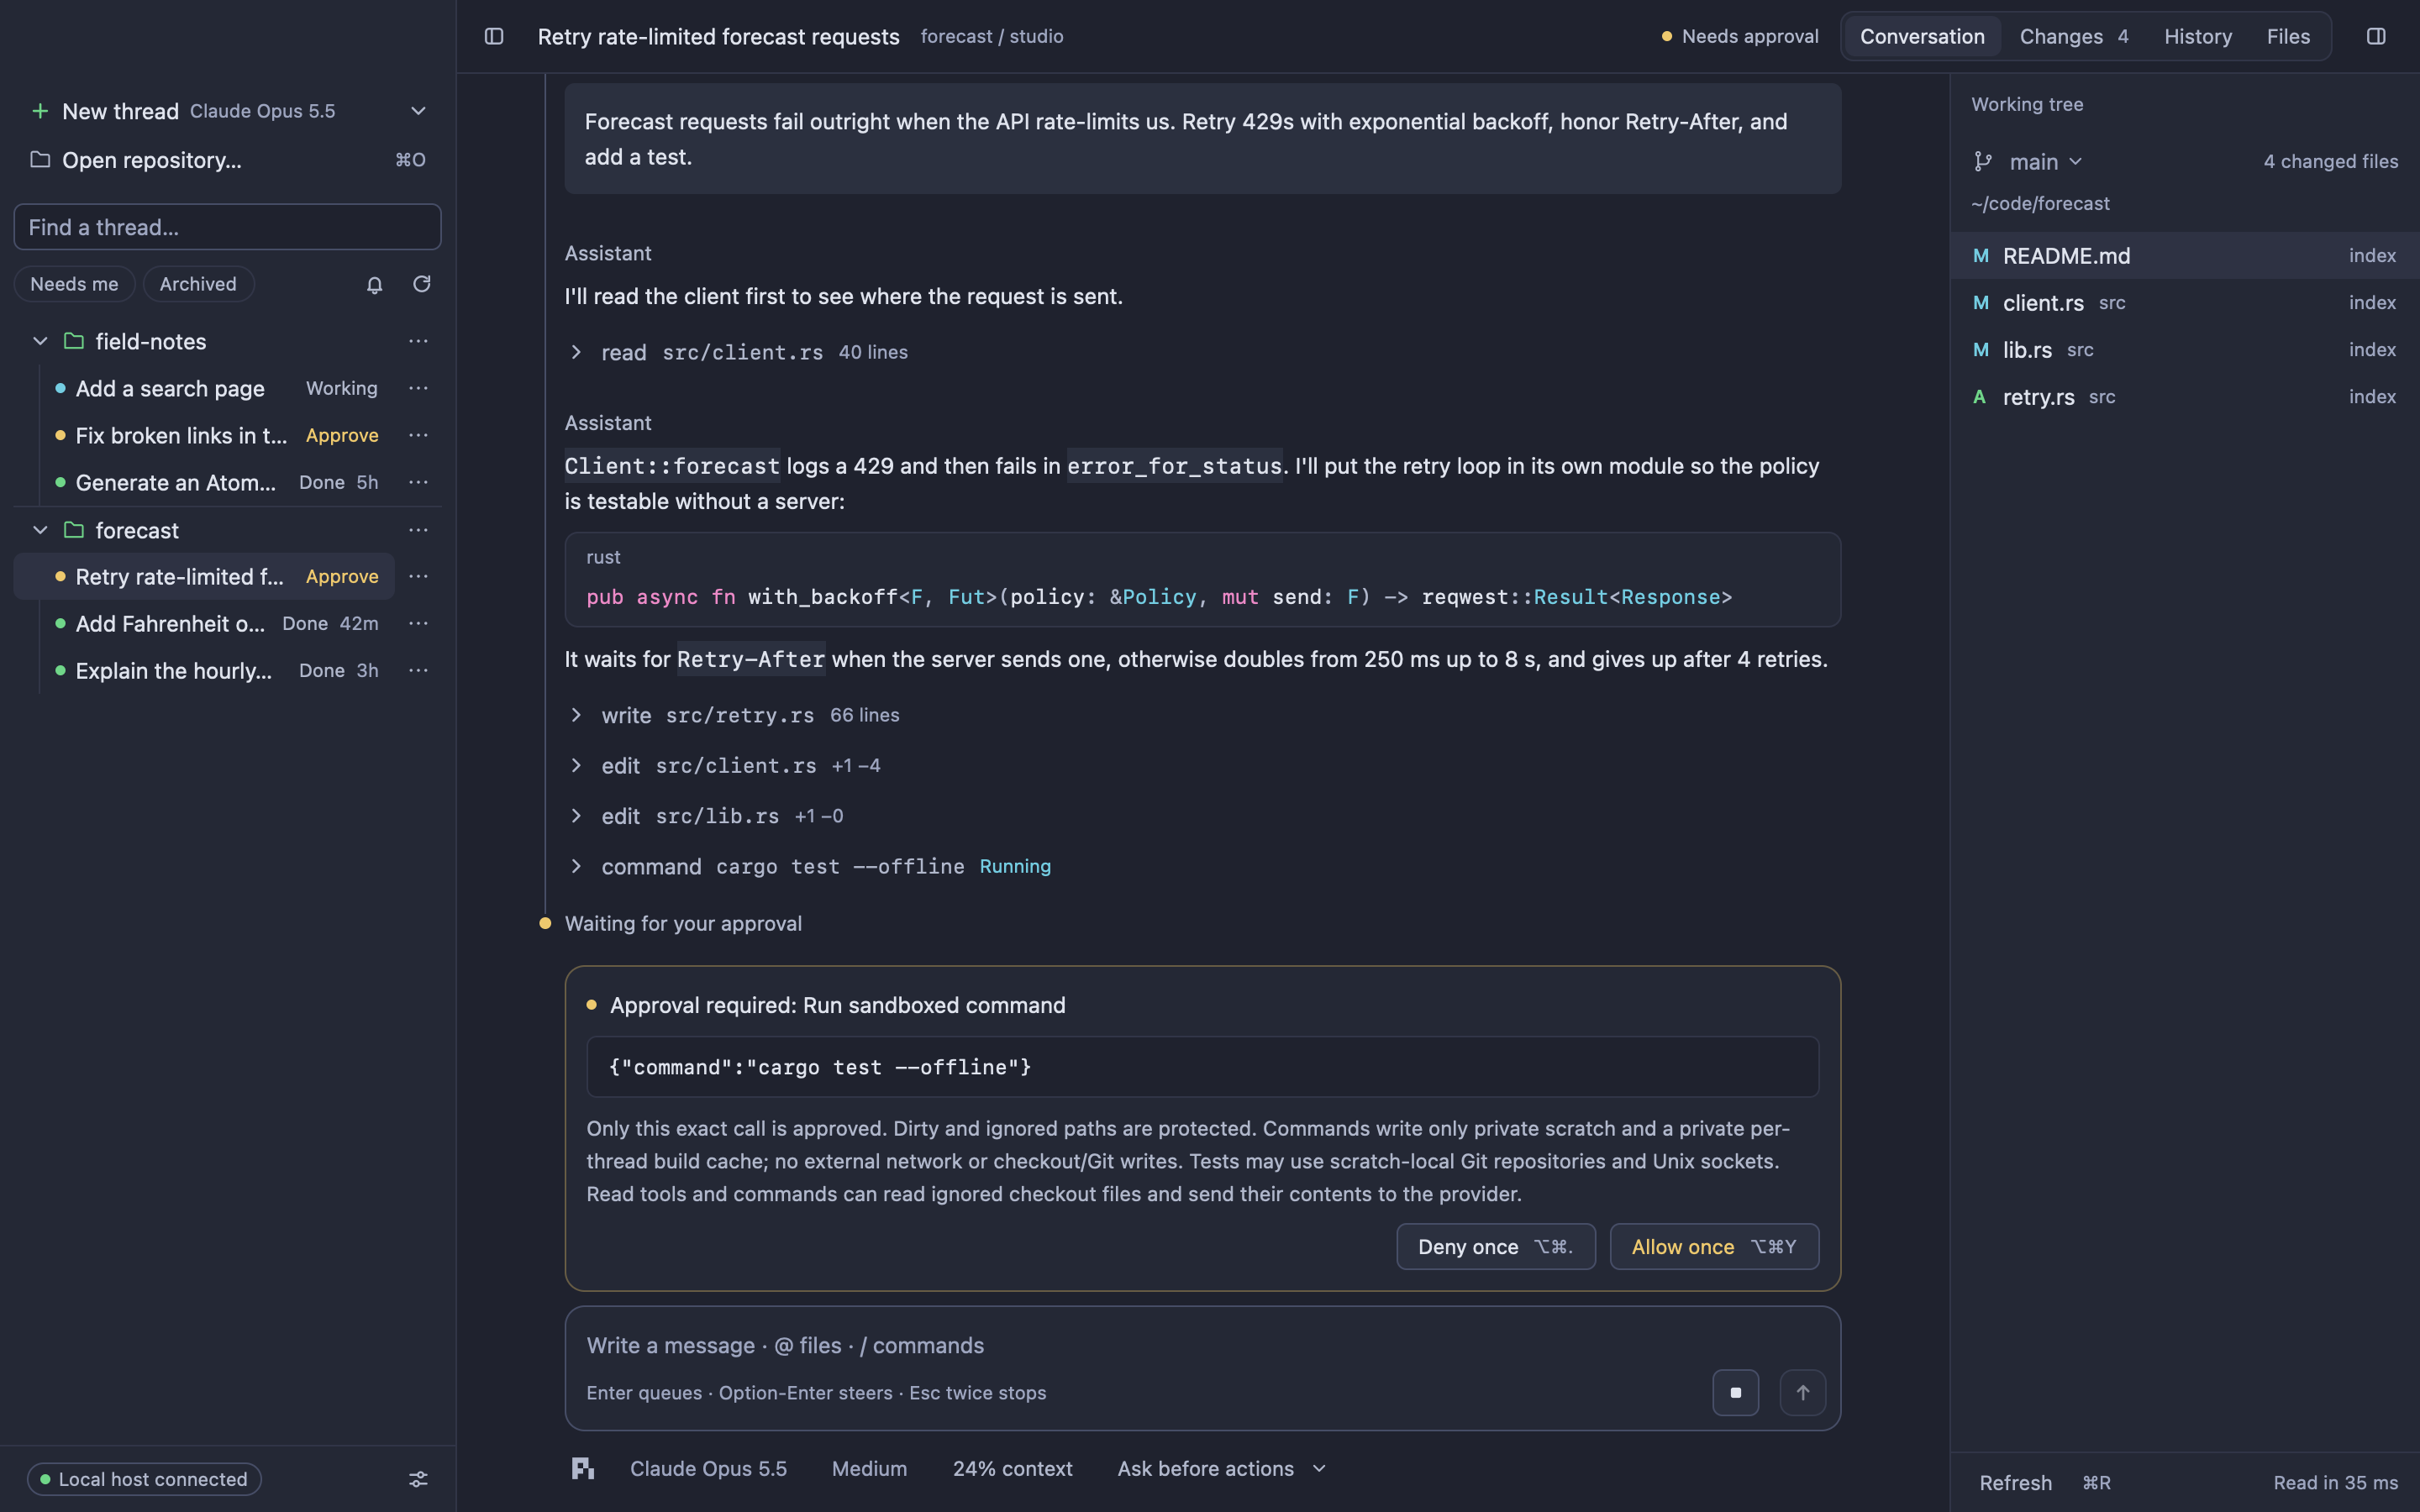 New thread Claude Opus 5.5
Open repository... ⌘O
Find a thread...
Needs me Archived
field-notes
Add a search page Working
Fix broken links in t... Approve
Generate an Atom... Done 5h
forecast
Retry rate-limited f... Approve
Add Fahrenheit o... Done 42m
Explain the hourly... Done 3h
Local host connected
Retry rate-limited forecast requests forecast / studio
Needs approval
Conversation Changes 4 History Files
Forecast requests fail outright when the API rate-limits us. Retry 429s with exponential backoff, honor Retry-After, and
add a test.
Assistant
I'll read the client first to see where the request is sent.
read src/client.rs 40 lines
Assistant
Client::forecast logs a 429 and then fails in error_for_status. I'll put the retry loop in its own module so the policy
is testable without a server:
rust
pub async fn with_backoff<F, Fut>(policy: &Policy, mut send: F) -> reqwest::Result<Response>
It waits for Retry-After when the server sends one, otherwise doubles from 250 ms up to 8 s, and gives up after 4 retries.
write src/retry.rs 66 lines
edit src/client.rs +1 −4
edit src/lib.rs +1 −0
command cargo test --offline Running
Waiting for your approval
Approval required: Run sandboxed command
{"command":"cargo test --offline"}
Only this exact call is approved. Dirty and ignored paths are protected. Commands write only private scratch and a private per-
thread build cache; no external network or checkout/Git writes. Tests may use scratch-local Git repositories and Unix sockets.
Read tools and commands can read ignored checkout files and send their contents to the provider.
Deny once ⌥⌘. Allow once ⌥⌘Y
Write a message · @ files · / commands
Enter queues · Option-Enter steers · Esc twice stops
Claude Opus 5.5 Medium 24% context Ask before actions
Working tree
main 4 changed files
~/code/forecast
M README.md index
M client.rs src index
M lib.rs src index
A retry.rs src index
Refresh ⌘R Read in 35 ms